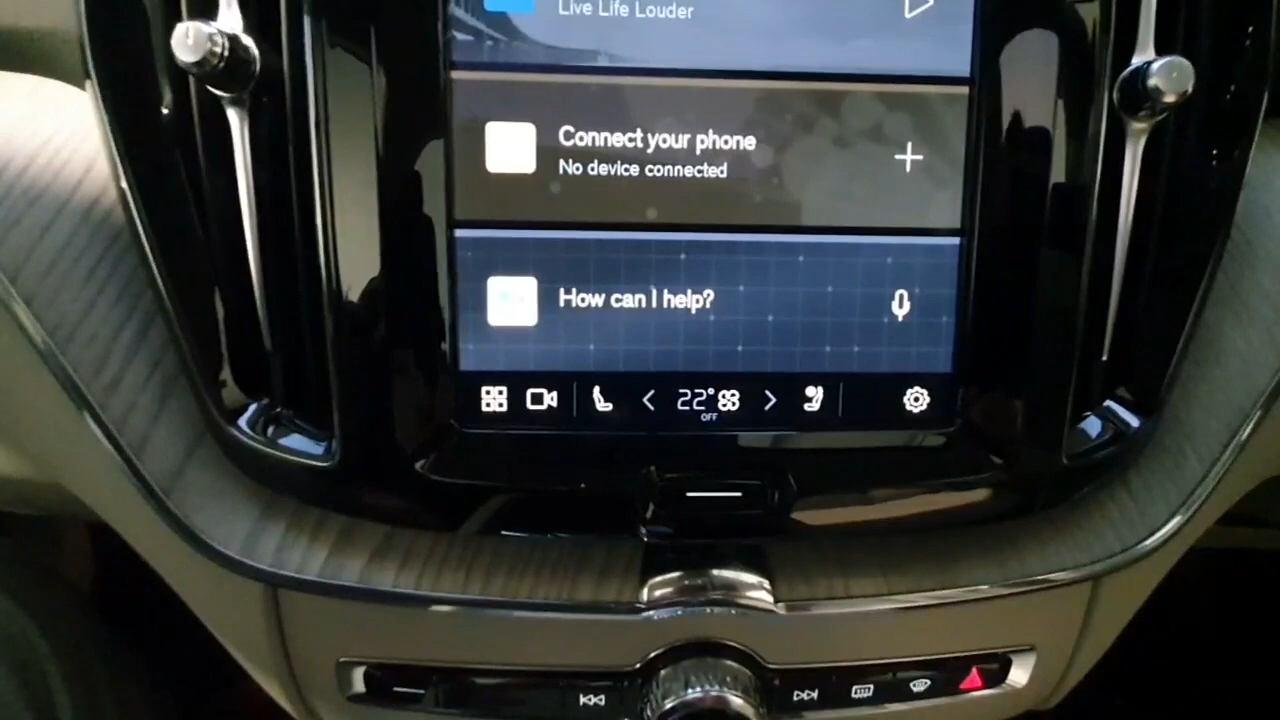 Live Life Louder
Connect your phone
No device connected
How can I help?
22°
OFF